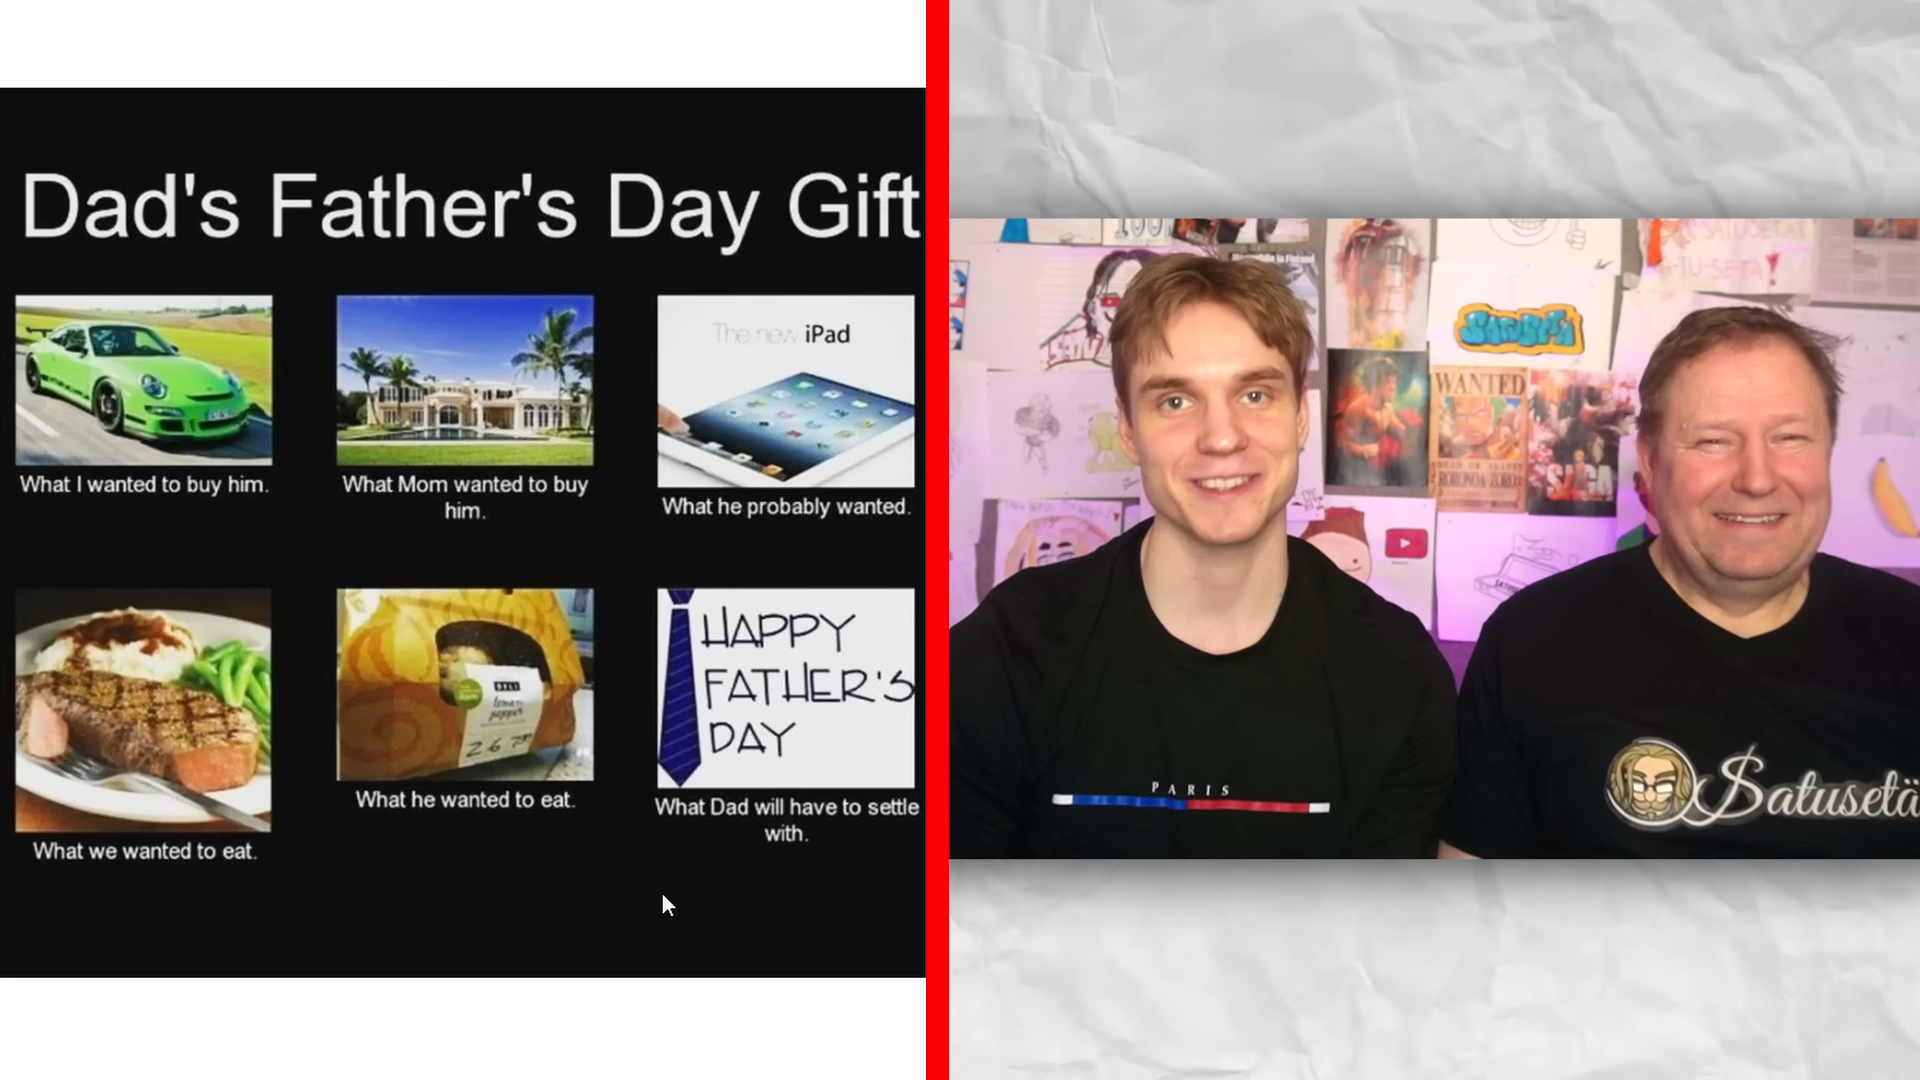 Dad's Father's Day Gift
The new iPad
What I wanted to buy him.
What Mom wanted to buy
him.
What he probably wanted.
HAPPY
FATHER'S
DAY
What he wanted to eat.
What Dad will have to settle
with.
What we wanted to eat.
WANTED
RORONOA ZORO
PARIS
Satusetä